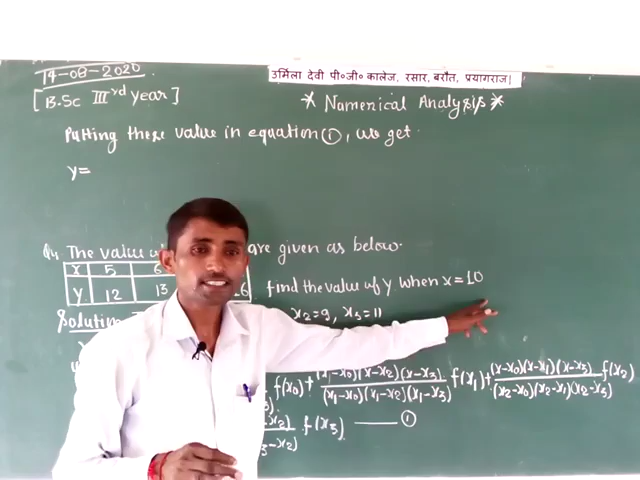 14-08-2020
उर्मिला देवी पी०जी० कालेज, रसार, बरौत, प्रयागराज|
[B.Sc IIIrd year]
* Numerical Analysis *
Putting these value in equation ①, we get.
y=
Q4. The value are given as below.
X 5 6
Y 12 13 6
find the value of y when x=10
Solution
x2=9, x3=11
f(x0)+ (x-x0)(x-x2)(x-x3)/(x1-x0)(x1-x2)(x1-x3) f(x1)+ (x-x0)(x-x1)(x-x3)/(x2-x0)(x2-x1)(x2-x3) f(x2)
f(x3) —— ①